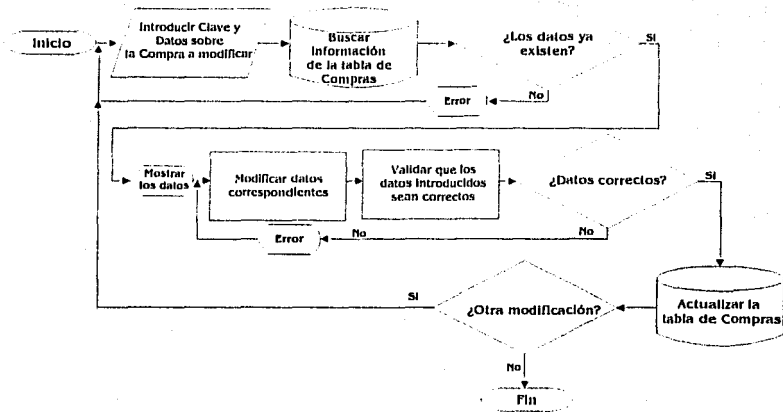 Inicio
Introducir Clave y
Datos sobre
la Compra a modificar
Buscar
Información
de la tabla de
Compras
¿Los datos ya
existen?
Si
No
Error
Mostrar
los datos
Modificar datos
correspondientes
Validar que los
datos introducidos
sean correctos
¿Datos correctos?
Si
No
No
Error
Actualizar la
tabla de Compras
¿Otra modificación?
Si
No
Fin